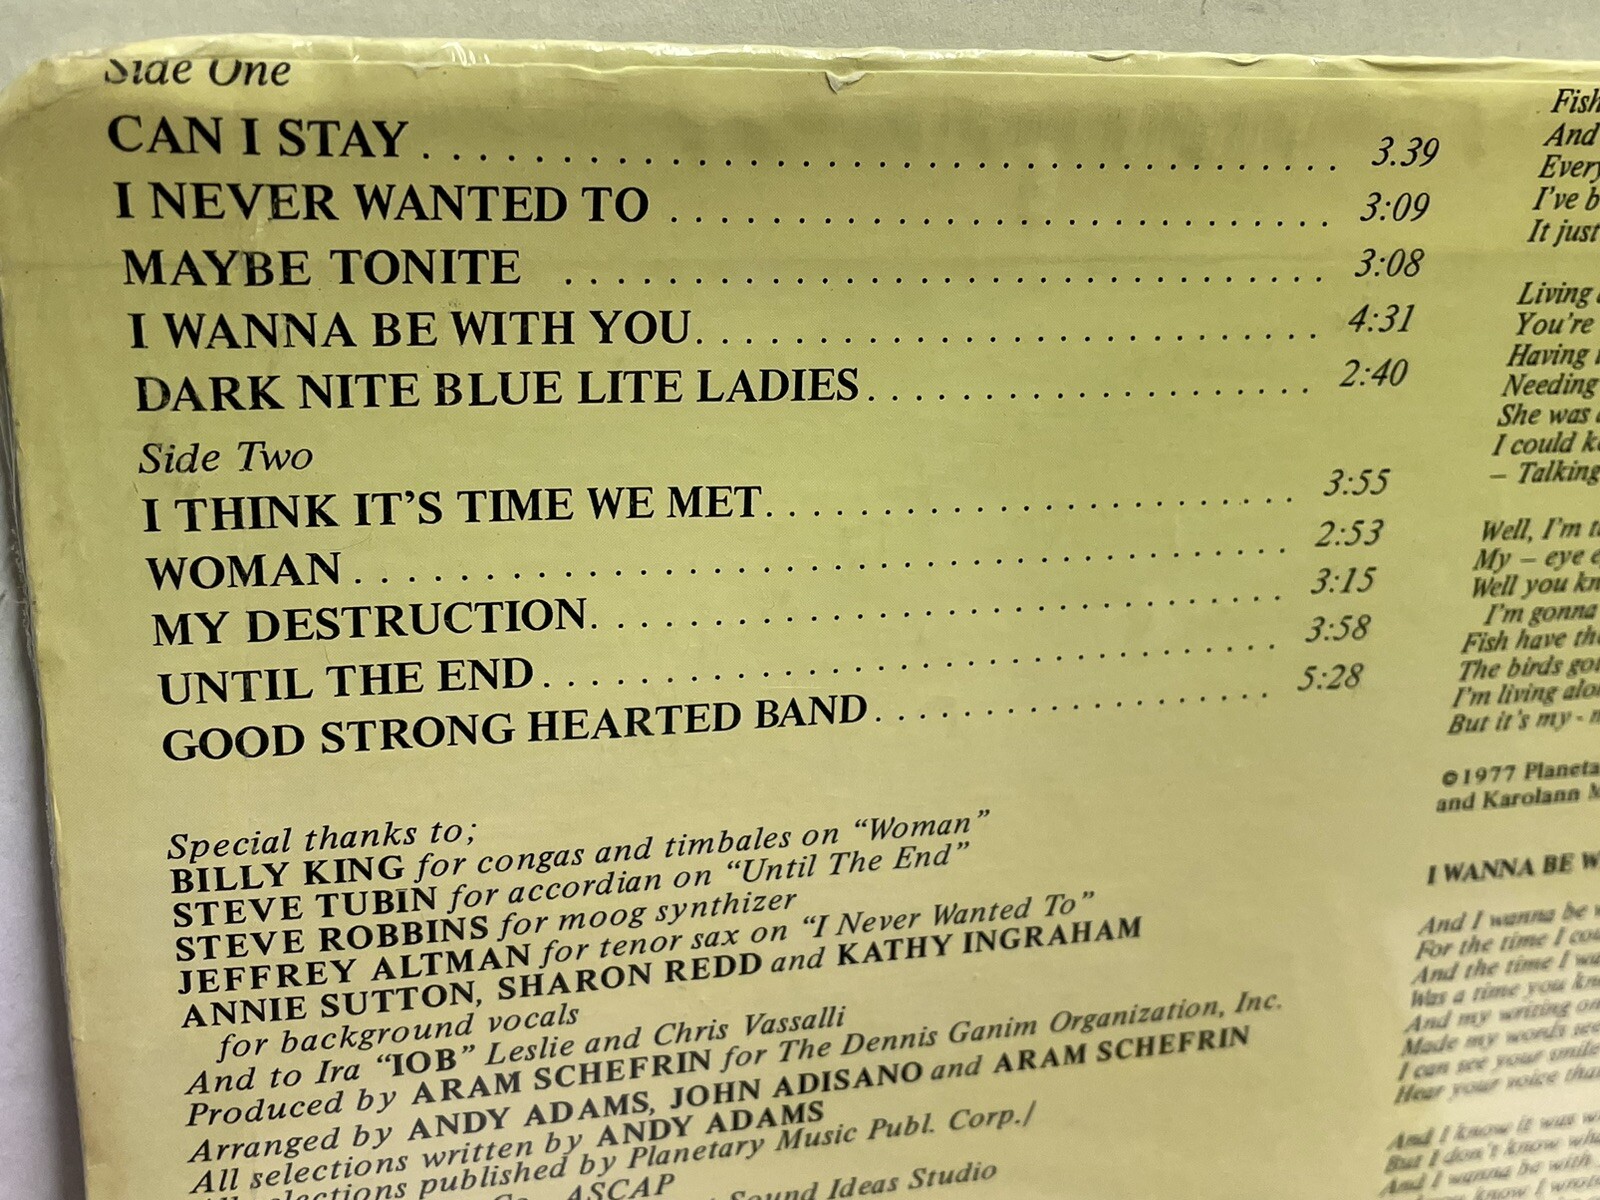 Side One
CAN I STAY . . . . . . . . . . . . . . . . . . . . . . . . . . . . . . . . . 3.39
I NEVER WANTED TO . . . . . . . . . . . . . . . . . . . . . . . . 3:09
MAYBE TONITE . . . . . . . . . . . . . . . . . . . . . . . . . . . . 3:08
I WANNA BE WITH YOU. . . . . . . . . . . . . . . . . . . . . . . 4:31
DARK NITE BLUE LITE LADIES. . . . . . . . . . . . . . . . . 2:40
Side Two
I THINK IT'S TIME WE MET. . . . . . . . . . . . . . . . . . . . 3:55
WOMAN. . . . . . . . . . . . . . . . . . . . . . . . . . . . . . . . . . . 2:53
MY DESTRUCTION. . . . . . . . . . . . . . . . . . . . . . . . . . 3:15
UNTIL THE END. . . . . . . . . . . . . . . . . . . . . . . . . . . . 3:58
GOOD STRONG HEARTED BAND. . . . . . . . . . . . . . . 5:28
Special thanks to;
BILLY KING for congas and timbales on "Woman"
STEVE TUBIN for accordian on "Until The End"
STEVE ROBBINS for moog synthizer
JEFFREY ALTMAN for tenor sax on "I Never Wanted To"
ANNIE SUTTON, SHARON REDD and KATHY INGRAHAM
for background vocals
And to Ira "IOB" Leslie and Chris Vassalli
Produced by ARAM SCHEFRIN for The Dennis Ganim Organization, Inc.
Arranged by ANDY ADAMS, JOHN ADISANO and ARAM SCHEFRIN
All selections written by ANDY ADAMS
All selections published by Planetary Music Publ. Corp./
Co. ASCAP
Sound Ideas Studio
Fish
And
Every
I've b
It just
Living
You're
Having
Needing
She was
I could
– Talking
Well, I'm
My – eye
Well you
I'm gonna
Fish have
The birds
I'm living
But it's my -
©1977
and Karolann
I WANNA BE
And I wanna be
For the time I
And the time I
Was a time you
And my writing
Made my words
I can see your smile
Hear your voice
And I know it was
But I don't know
And I wanna be with
know I